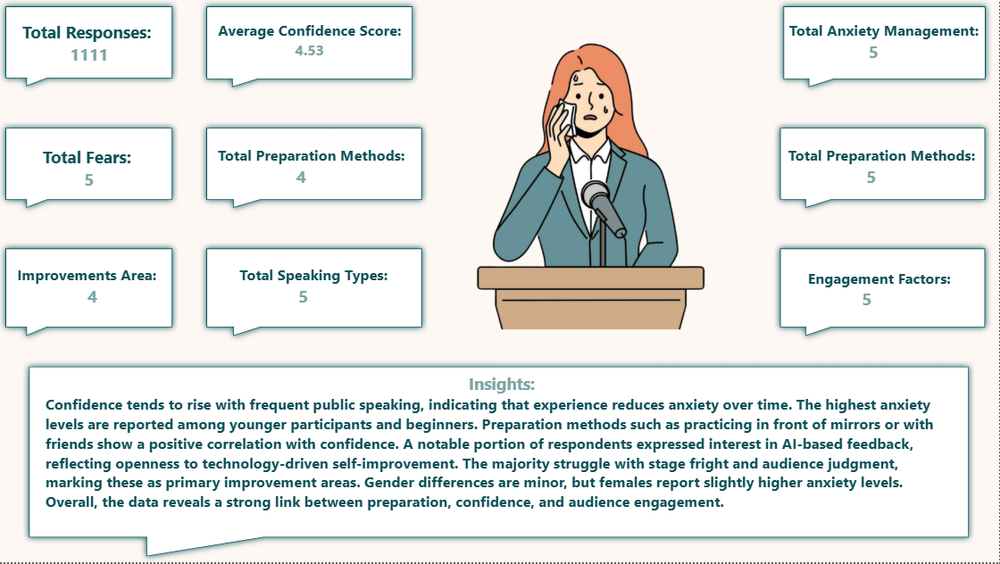 Total Responses:
1111
Average Confidence Score:
4.53
Total Anxiety Management:
5
Total Fears:
5
Total Preparation Methods:
4
Total Preparation Methods:
5
Improvements Area:
4
Total Speaking Types:
5
Engagement Factors:
5
Insights:
Confidence tends to rise with frequent public speaking, indicating that experience reduces anxiety over time. The highest anxiety
levels are reported among younger participants and beginners. Preparation methods such as practicing in front of mirrors or with
friends show a positive correlation with confidence. A notable portion of respondents expressed interest in AI-based feedback,
reflecting openness to technology-driven self-improvement. The majority struggle with stage fright and audience judgment,
marking these as primary improvement areas. Gender differences are minor, but females report slightly higher anxiety levels.
Overall, the data reveals a strong link between preparation, confidence, and audience engagement.